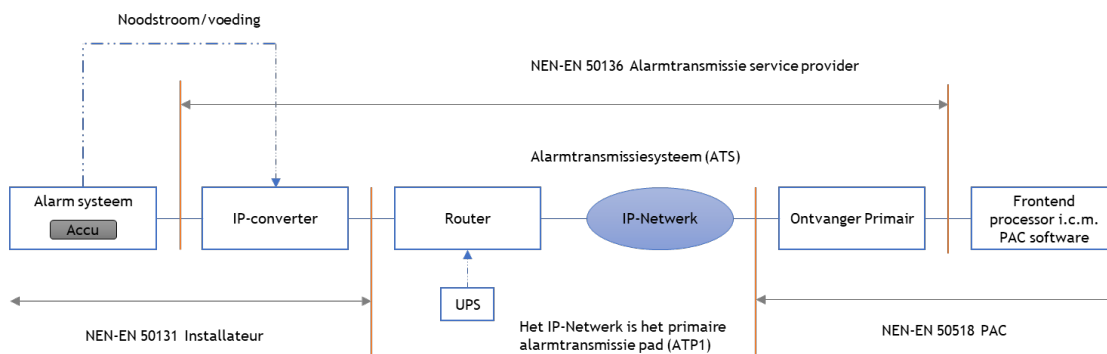 Noodstroom/voeding
NEN-EN 50136 Alarmtransmissie service provider
Alarmtransmissiesysteem (ATS)
Alarm systeem
Accu
IP-converter
Router
IP-Netwerk
Ontvanger Primair
Frontend
processor i.c.m.
PAC software
UPS
NEN-EN 50131 Installateur
Het IP-Netwerk is het primaire
alarmtransmissie pad (ATP1)
NEN-EN 50518 PAC